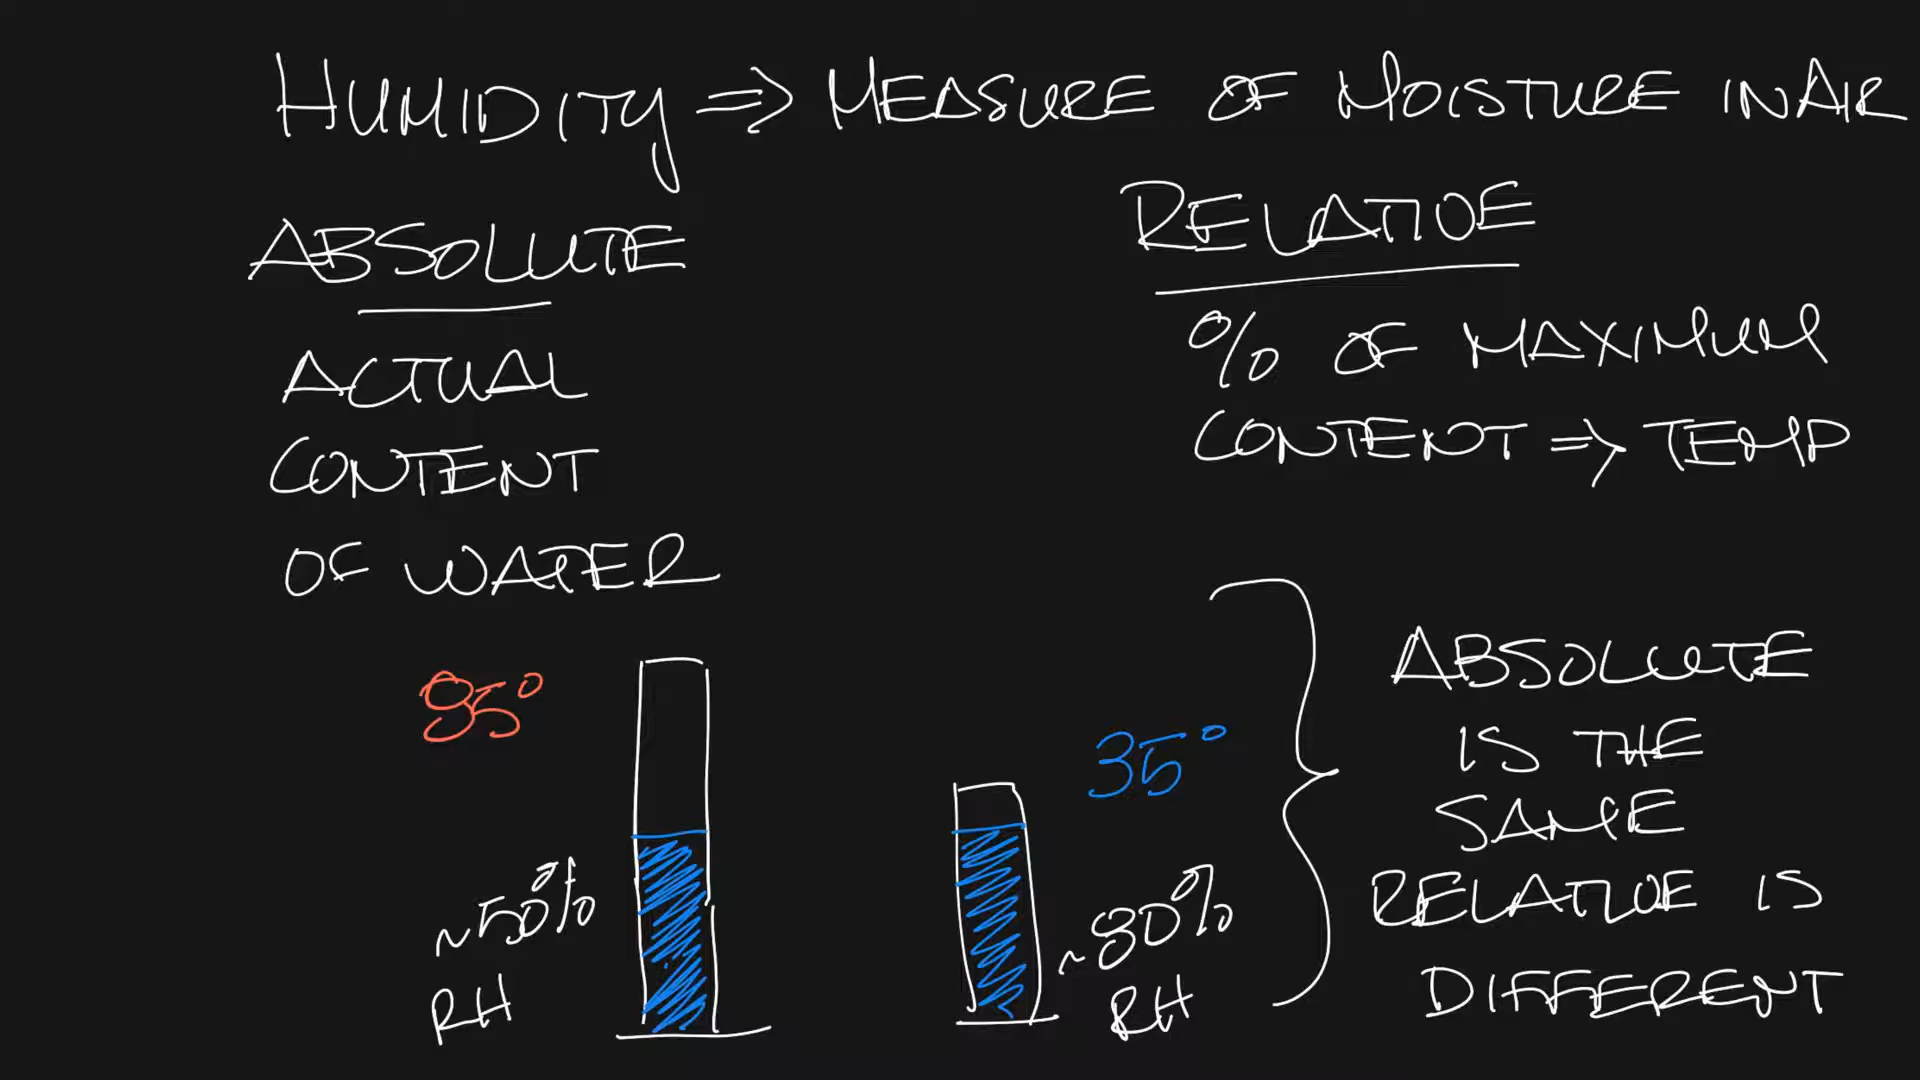 HUMIDITY => MEASURE OF MOISTURE IN AIR
ABSOLUTE
ACTUAL
CONTENT
OF WATER
RELATIVE
% OF MAXIMUM
CONTENT => TEMP
85°
~50%
RH
35°
~80%
RH
ABSOLUTE
IS THE
SAME
RELATIVE IS
DIFFERENT